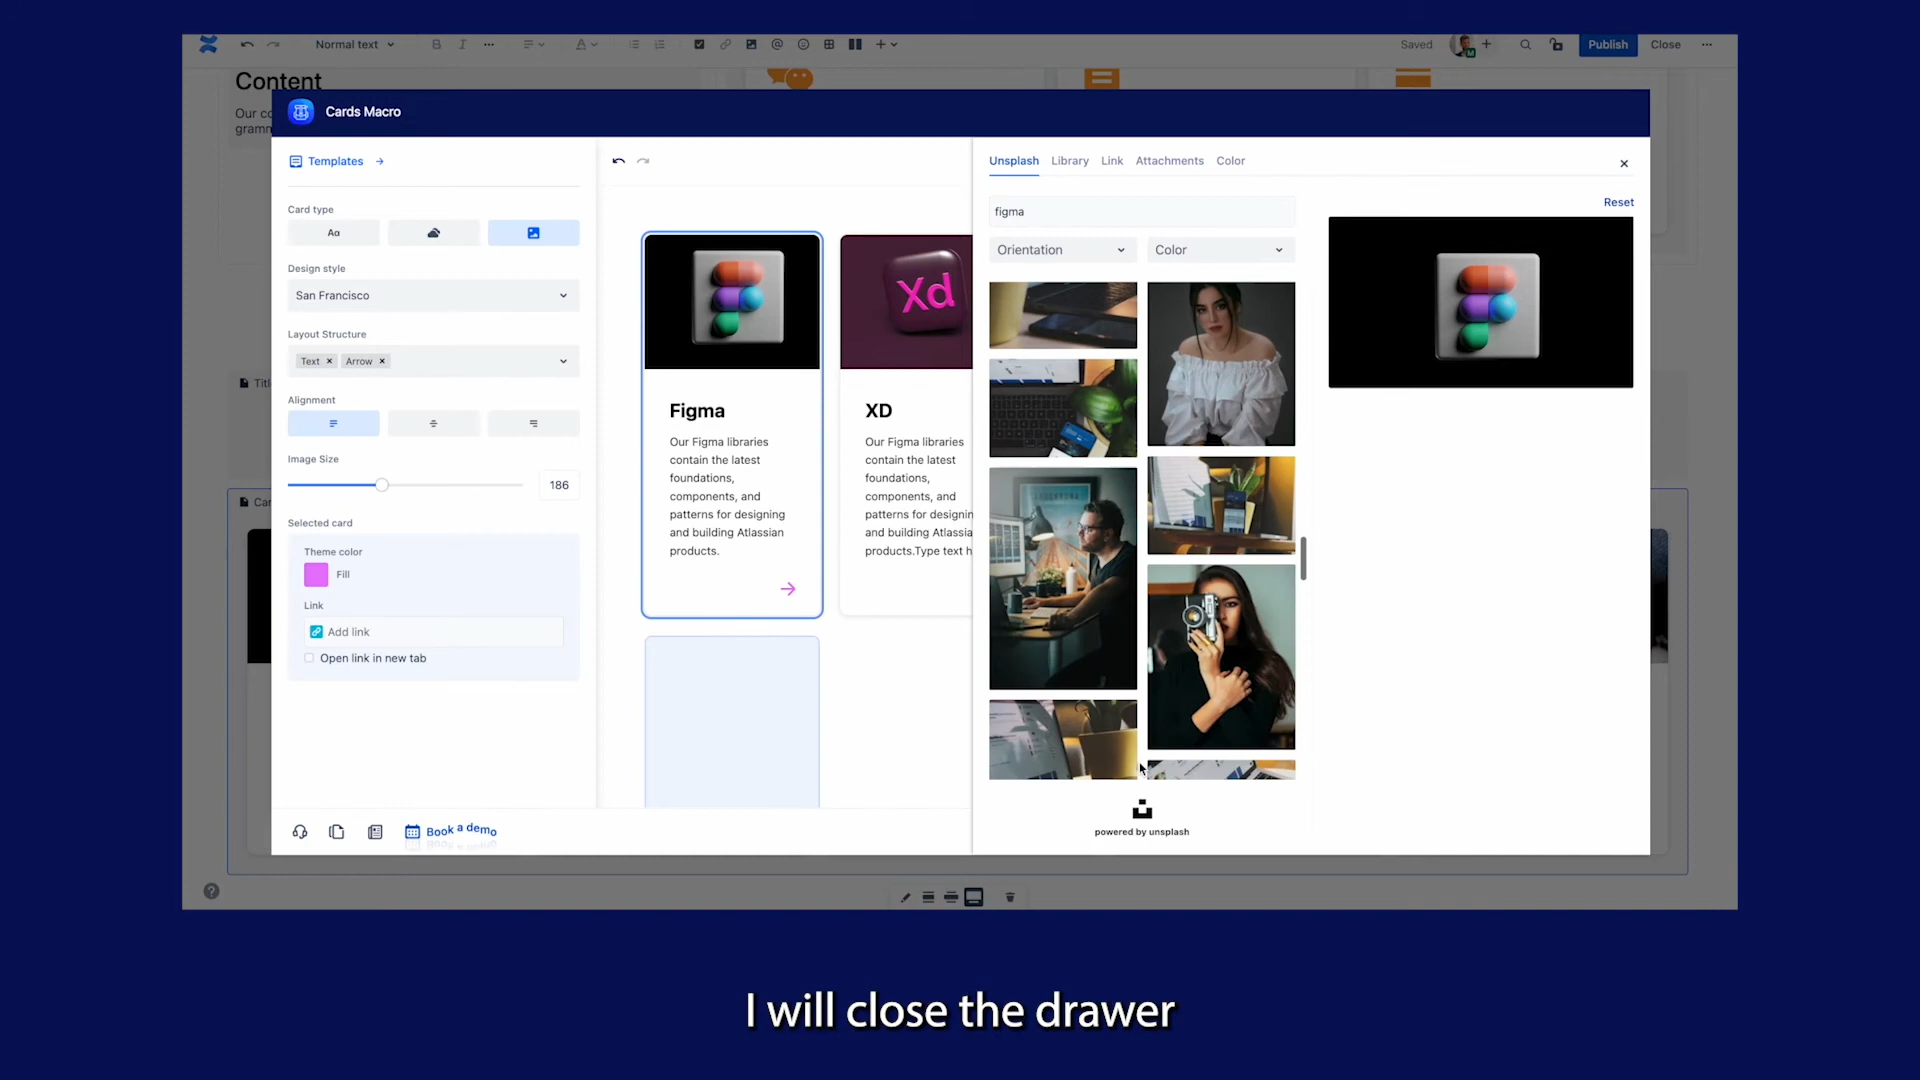 Normal text
B I
Saved
Publish
Close
Content
Our co
gramm
Cards Macro
Templates
Card type
Aa
Design style
San Francisco
Layout Structure
Text
Arrow
Alignment
Image Size
186
Selected card
Theme color
Fill
Link
Add link
Open link in new tab
Book a demo
Titl
Car
Figma
Our Figma libraries
contain the latest
foundations,
components, and
patterns for designing
and building Atlassian
products.
Xd
XD
Our Figma libraries
contain the latest
foundations,
components, and
patterns for designin
and building Atlassia
products.Type text h
Unsplash
Library
Link
Attachments
Color
figma
Orientation
Color
Reset
powered by unsplash
I will close the drawer